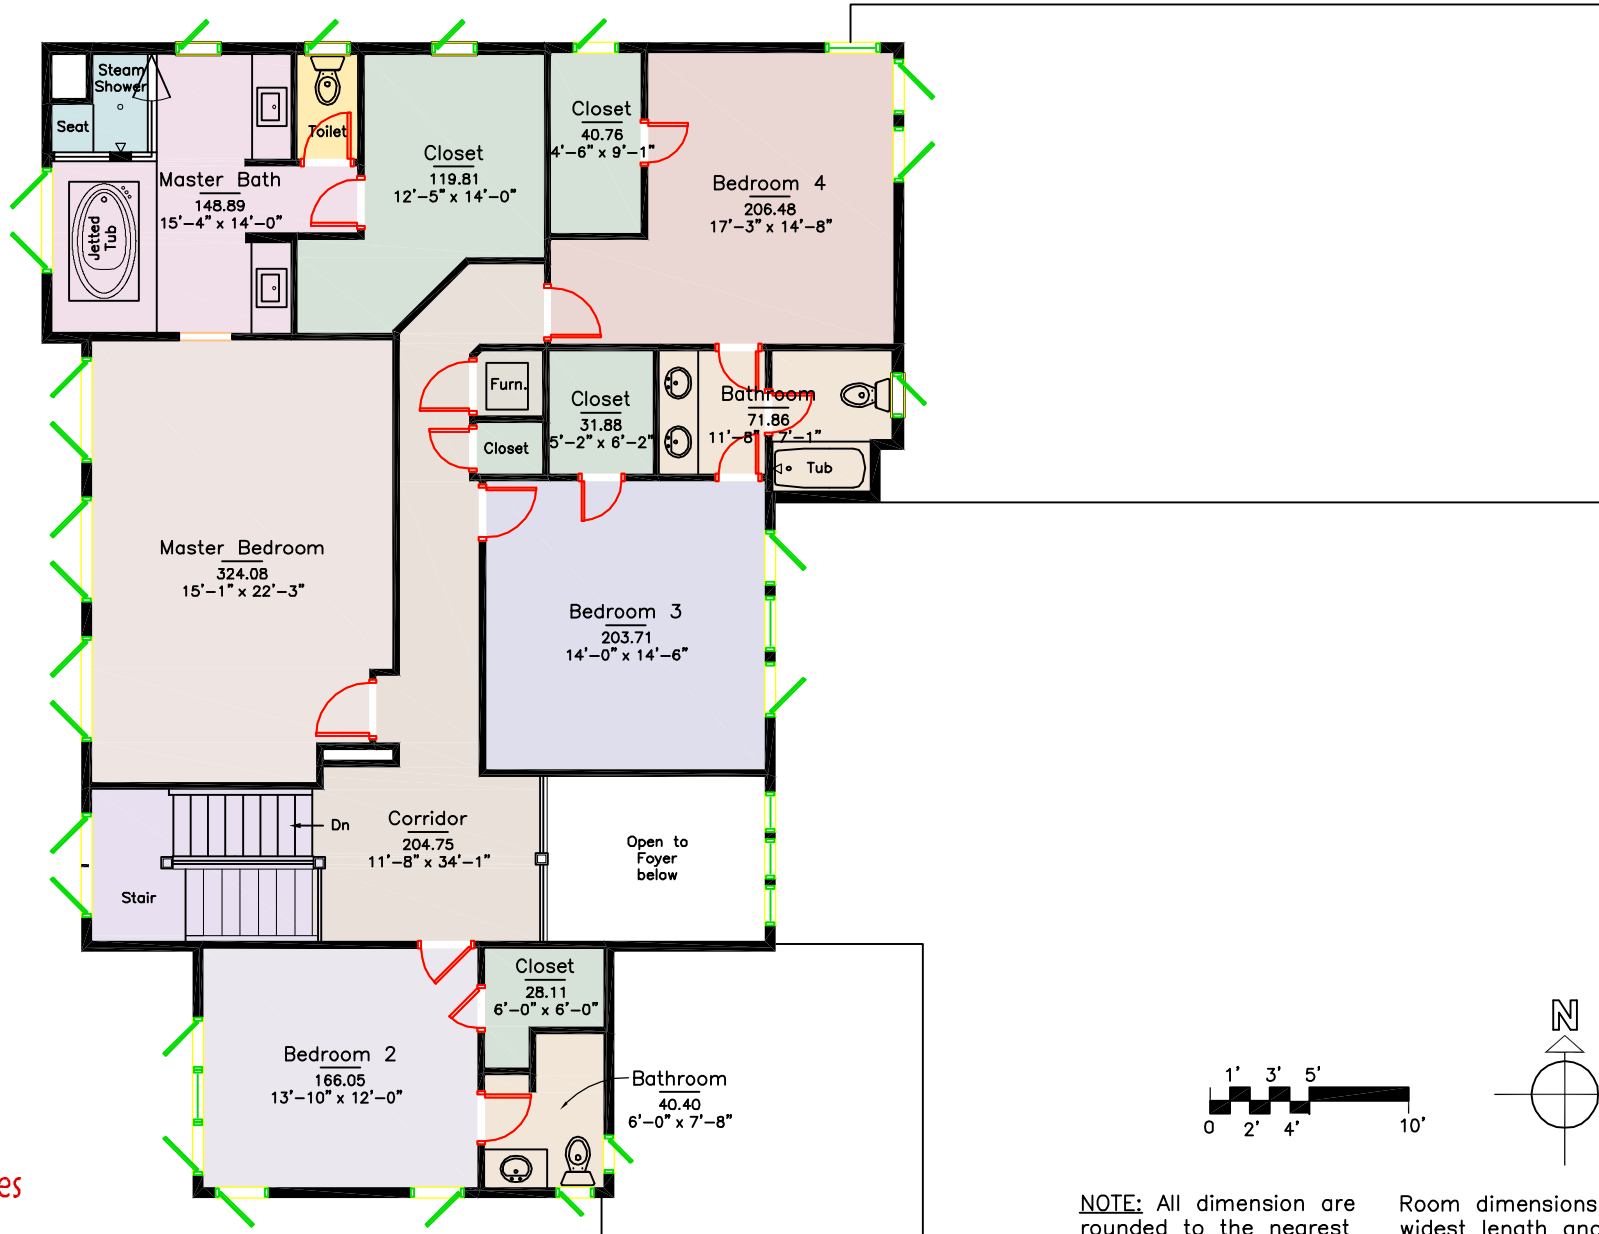 Steam
Shower
Seat
Toilet
Master Bath
148.89
15'-4" x 14'-0"
Jetted
Tub
Closet
119.81
12'-5" x 14'-0"
Closet
40.76
4'-6" x 9'-1"
Bedroom 4
206.48
17'-3" x 14'-8"
Furn.
Closet
Closet
31.88
5'-2" x 6'-2"
Bathroom
71.86
11'-8" x 7'-1"
Tub
Master Bedroom
324.08
15'-1" x 22'-3"
Bedroom 3
203.71
14'-0" x 14'-6"
Corridor
204.75
11'-8" x 34'-1"
Dn
Stair
Open to
Foyer
below
Closet
28.11
6'-0" x 6'-0"
Bedroom 2
166.05
13'-10" x 12'-0"
Bathroom
40.40
6'-0" x 7'-8"
N
1' 3' 5'
0 2' 4' 10'
es
NOTE: All dimension are
rounded to the nearest
Room dimensions
widest length and